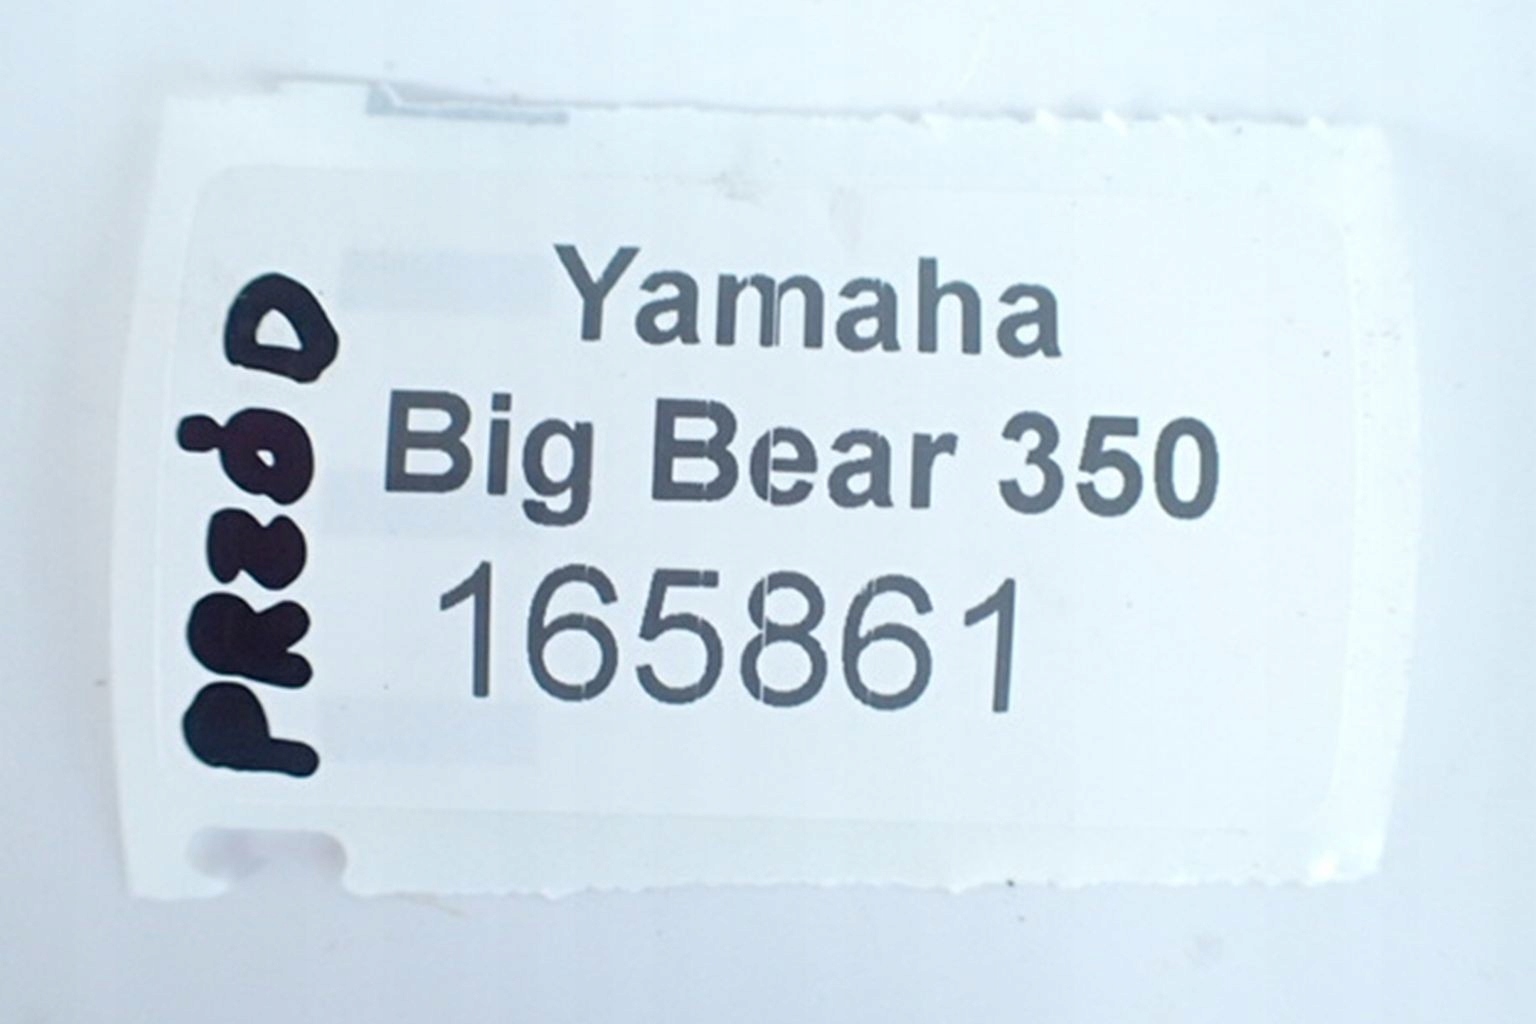 Yamaha
Big Bear 350
165861
PRZÓD